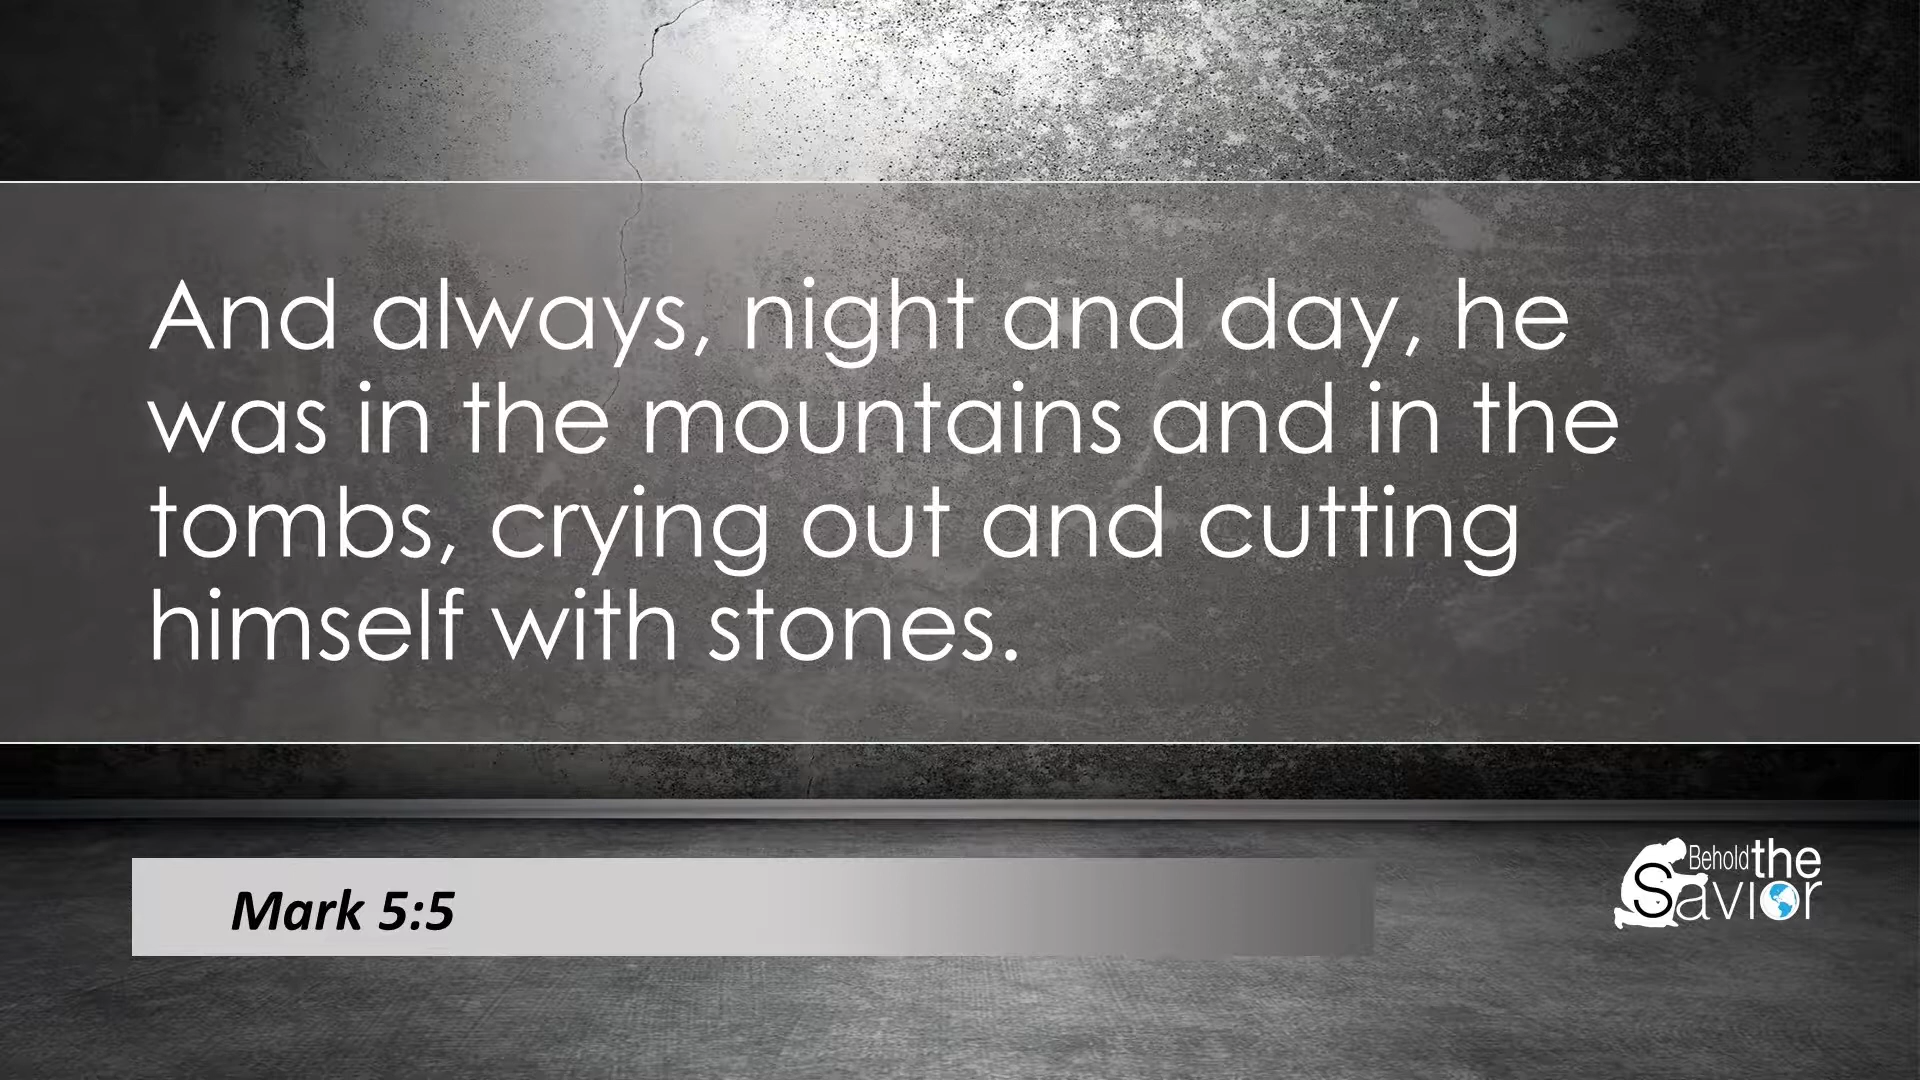 And always, night and day, he
was in the mountains and in the
tombs, crying out and cutting
himself with stones.
Mark 5:5
Behold the
Savior